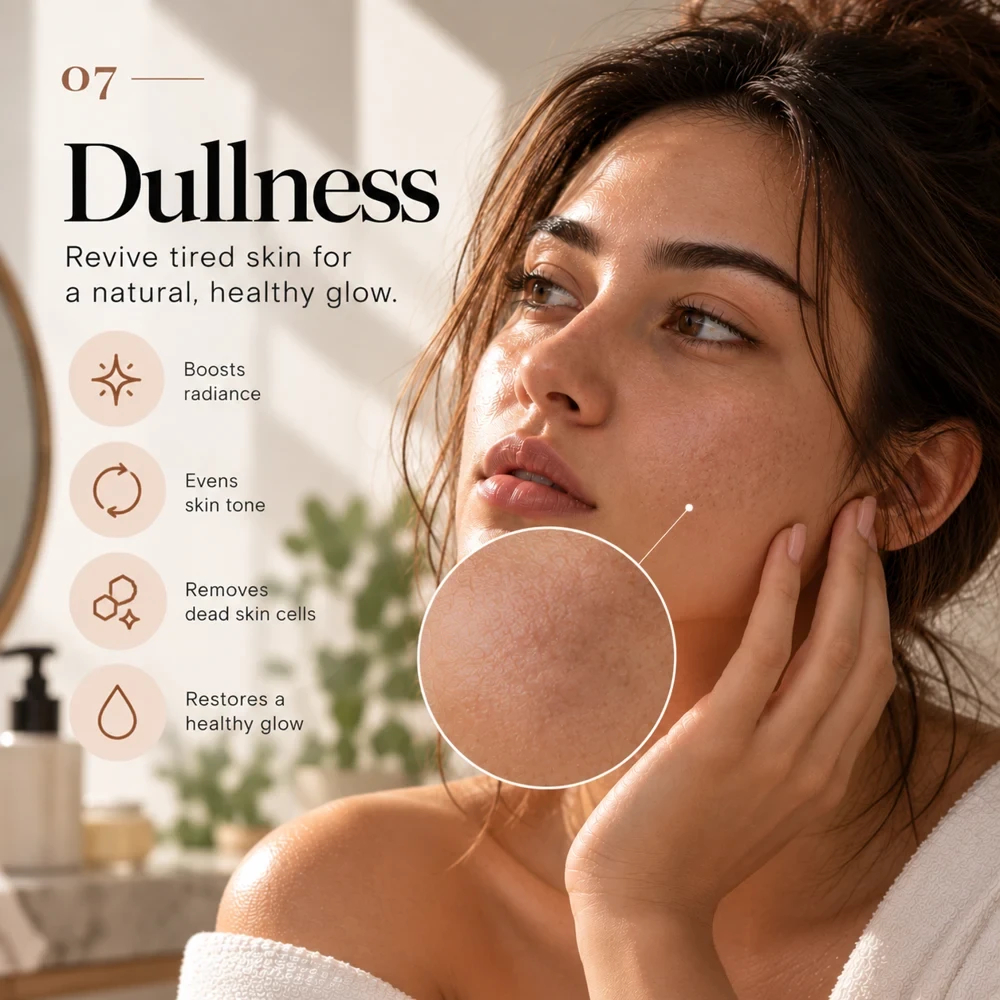 07
Dullness
Revive tired skin for
a natural, healthy glow.
Boosts
radiance
Evens
skin tone
Removes
dead skin cells
Restores a
healthy glow